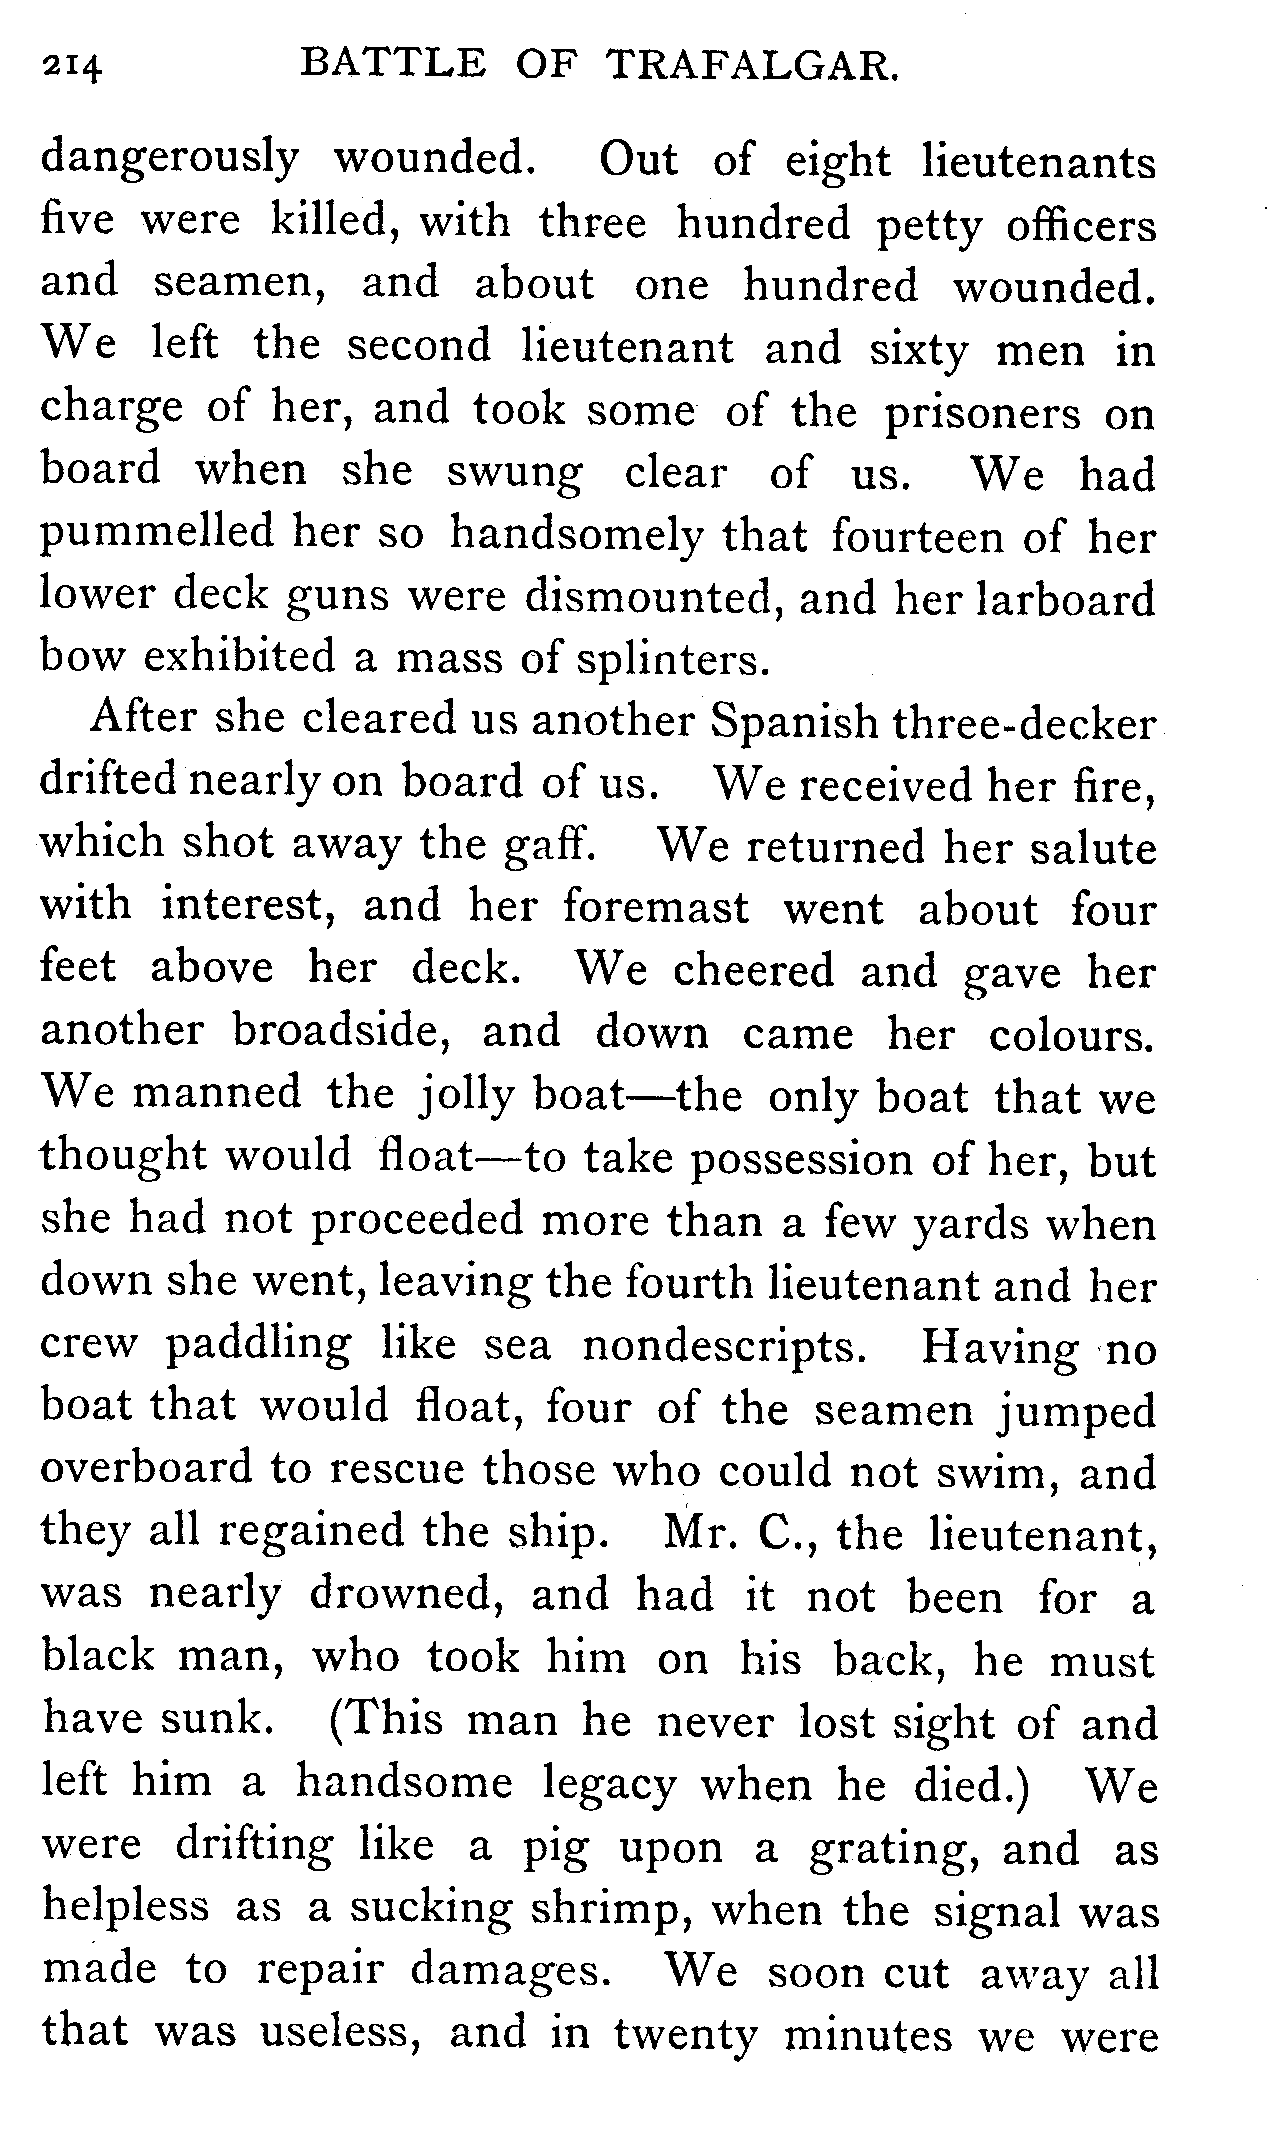 214 BATTLE OF TRAFALGAR.
dangerously wounded. Out of eight lieutenants
five were killed, with three hundred petty officers
and seamen, and about one hundred wounded.
We left the second lieutenant and sixty men in
charge of her, and took some of the prisoners on
board when she swung clear of us. We had
pummelled her so handsomely that fourteen of her
lower deck guns were dismounted, and her larboard
bow exhibited a mass of splinters.
After she cleared us another Spanish three-decker
drifted nearly on board of us. We received her fire,
which shot away the gaff. We returned her salute
with interest, and her foremast went about four
feet above her deck. We cheered and gave her
another broadside, and down came her colours.
We manned the jolly boat—the only boat that we
thought would float—to take possession of her, but
she had not proceeded more than a few yards when
down she went, leaving the fourth lieutenant and her
crew paddling like sea nondescripts. Having no
boat that would float, four of the seamen jumped
overboard to rescue those who could not swim, and
they all regained the ship. Mr. C., the lieutenant,
was nearly drowned, and had it not been for a
black man, who took him on his back, he must
have sunk. (This man he never lost sight of and
left him a handsome legacy when he died.) We
were drifting like a pig upon a grating, and as
helpless as a sucking shrimp, when the signal was
made to repair damages. We soon cut away all
that was useless, and in twenty minutes we were